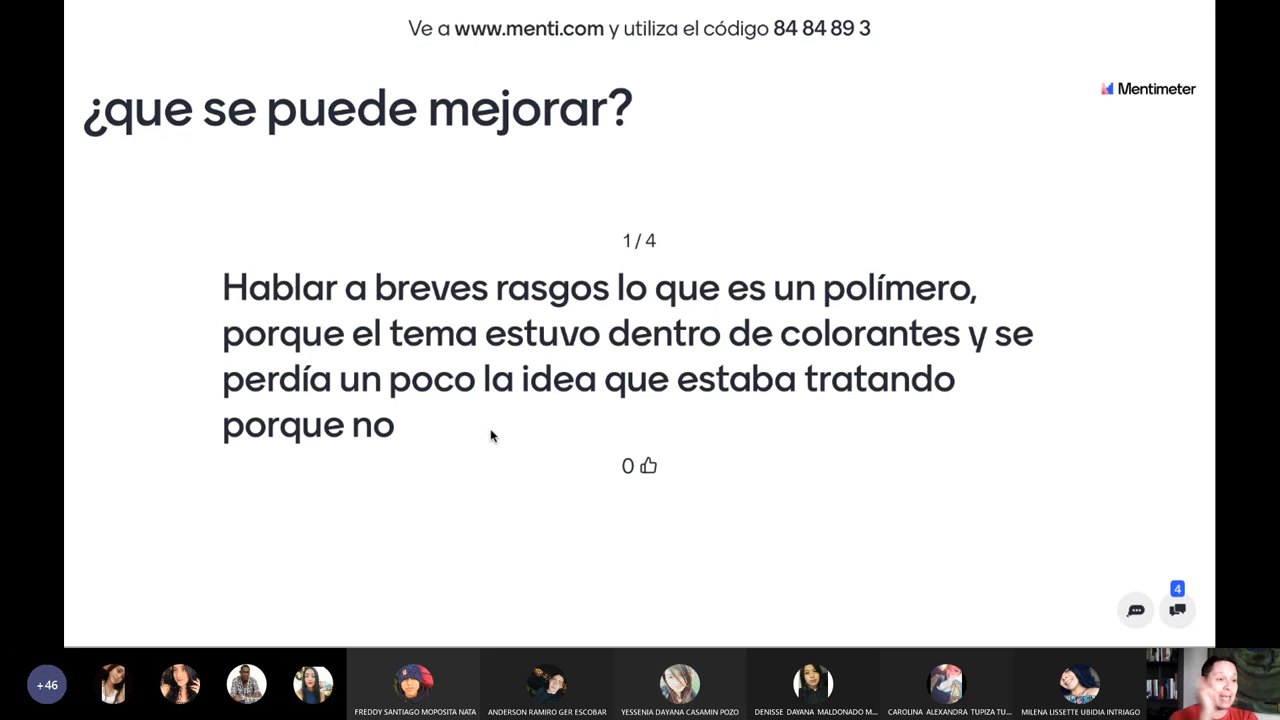 Ve a www.menti.com y utiliza el código 84 84 89 3
Mentimeter
¿que se puede mejorar?
1 / 4
Hablar a breves rasgos lo que es un polímero,
porque el tema estuvo dentro de colorantes y se
perdía un poco la idea que estaba tratando
porque no
0
4
+46
FREDDY SANTIAGO MOPOSITA NATA
ANDERSON RAMIRO GER ESCOBAR
YESSENIA DAYANA CASAMIN POZO
DENISSE DAYANA MALDONADO M...
CAROLINA ALEXANDRA TUPIZA TU...
MILENA LISSETTE UBIDIA INTRIAGO